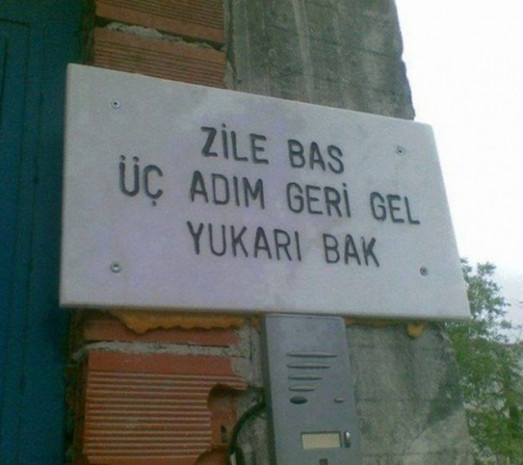 ZİLE BAS
ÜÇ ADIM GERİ GEL
YUKARI BAK